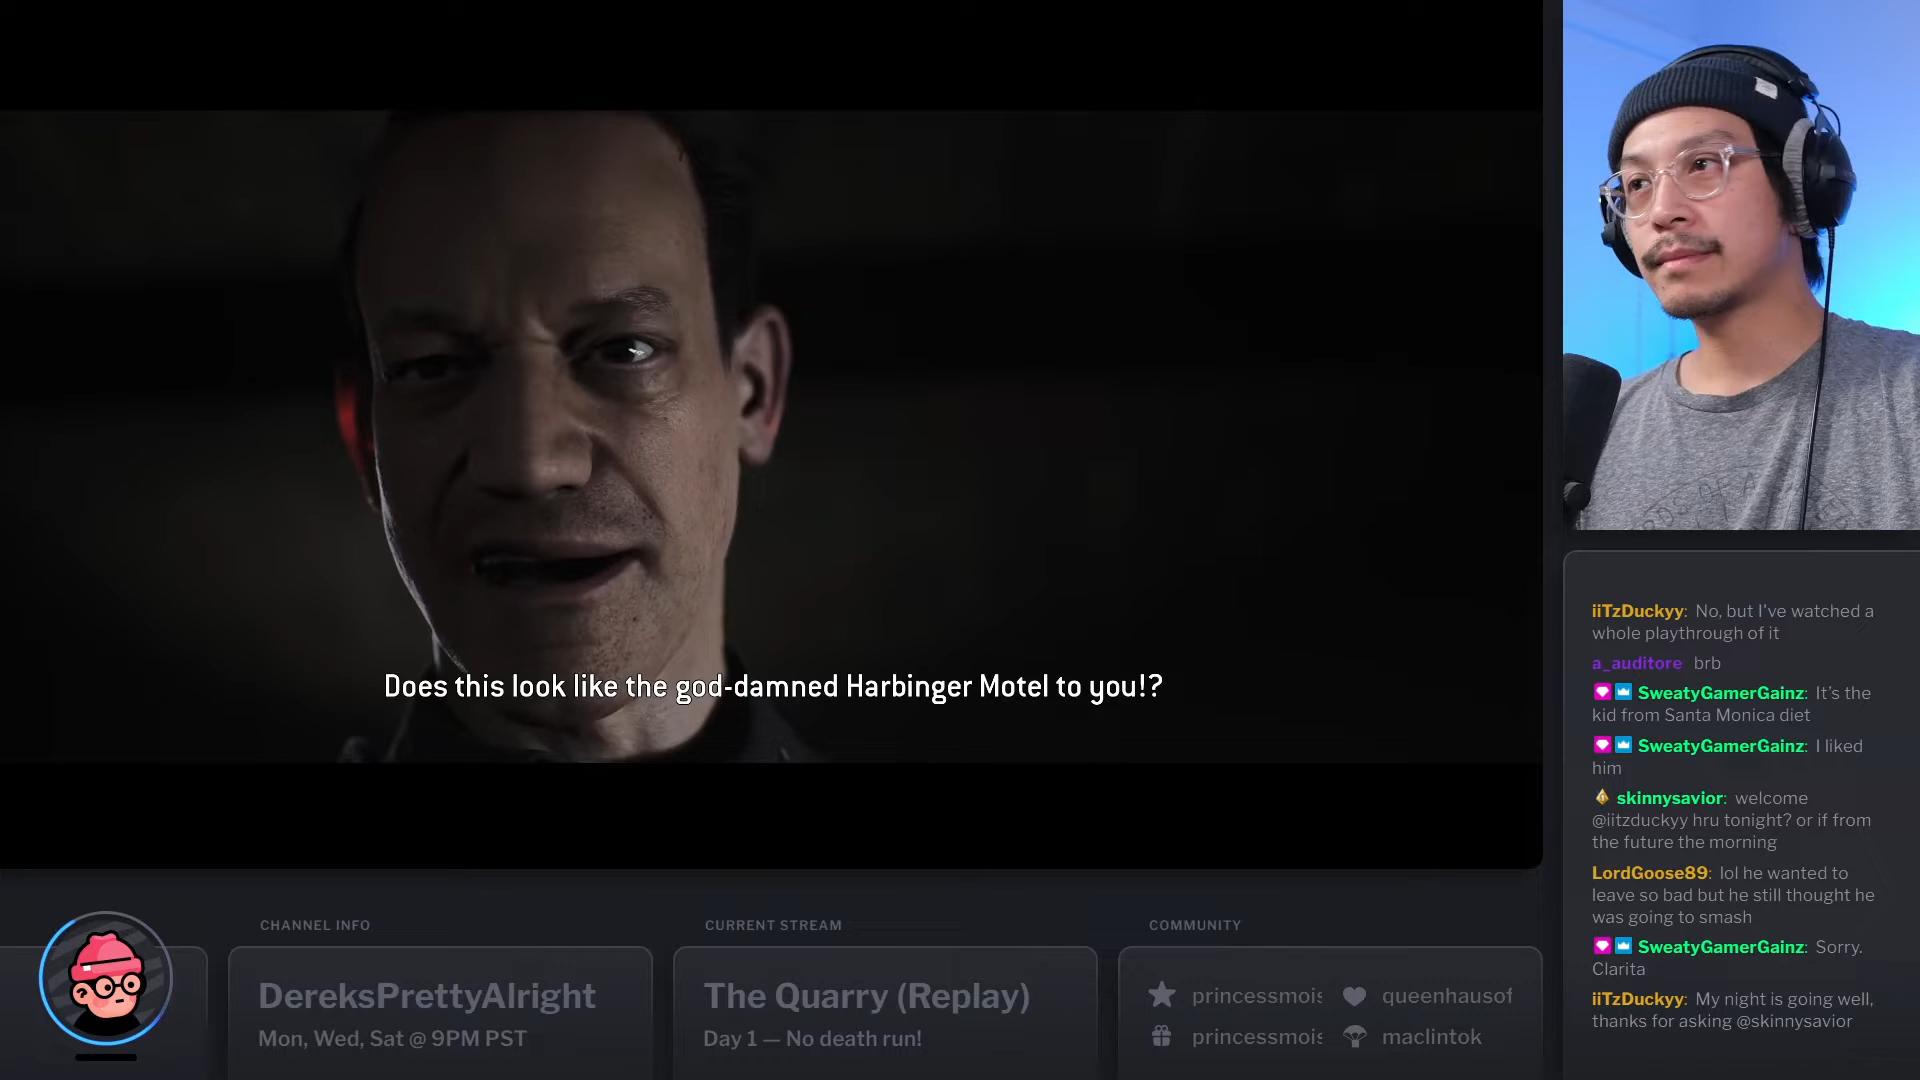 Does this look like the god-damned Harbinger Motel to you!?
iiTzDuckyy: No, but I've watched a
whole playthrough of it
a_auditore brb
SweatyGamerGainz: It's the
kid from Santa Monica diet
SweatyGamerGainz: I liked
him
skinnysavior: welcome
@iitzduckyy hru tonight? or if from
the future the morning
LordGoose89: lol he wanted to
leave so bad but he still thought he
was going to smash
SweatyGamerGainz: Sorry.
Clarita
iiTzDuckyy: My night is going well,
thanks for asking @skinnysavior
CHANNEL INFO
DereksPrettyAlright
Mon, Wed, Sat @ 9PM PST
CURRENT STREAM
The Quarry (Replay)
Day 1 — No death run!
COMMUNITY
princessmois queenhausof
princessmois maclintok